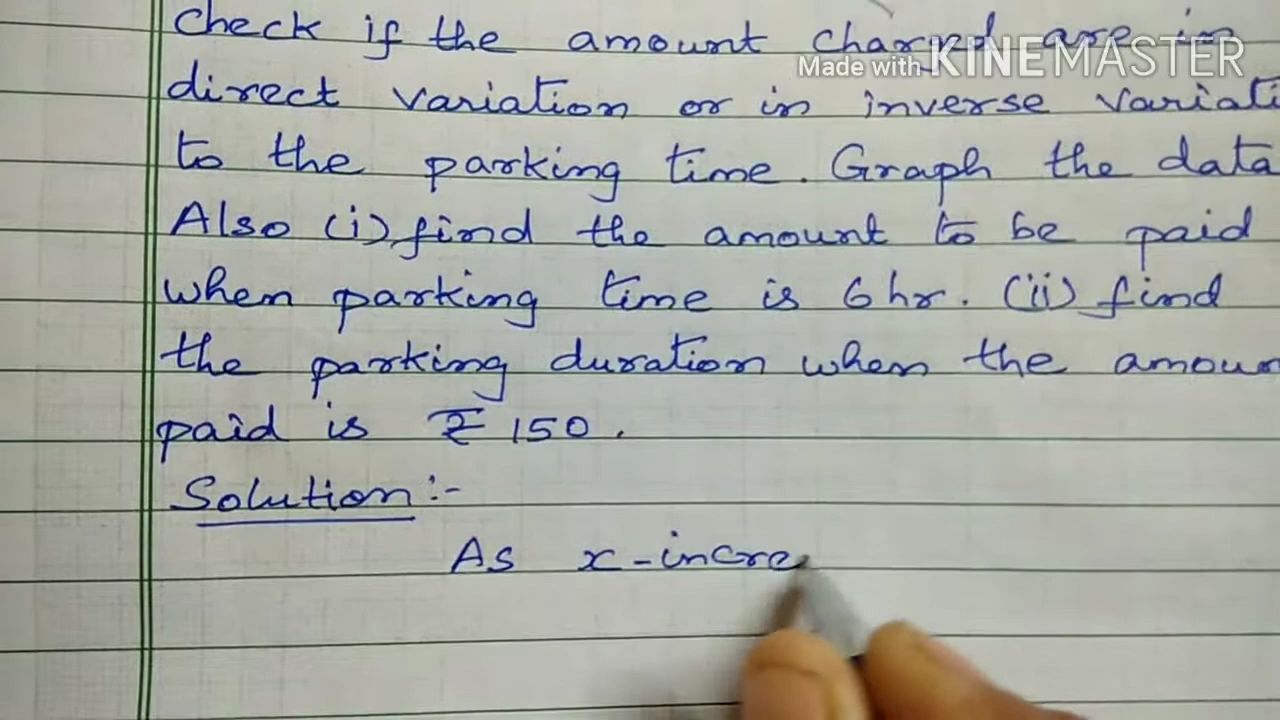 Check if the amount charged are in
Made with KINEMASTER
direct variation or in inverse variati
to the parking time. Graph the data
Also (i) find the amount to be paid
when parking time is 6 hr. (ii) find
the parking duration when the amoun
paid is ₹ 150.
Solution :-
As x-incre